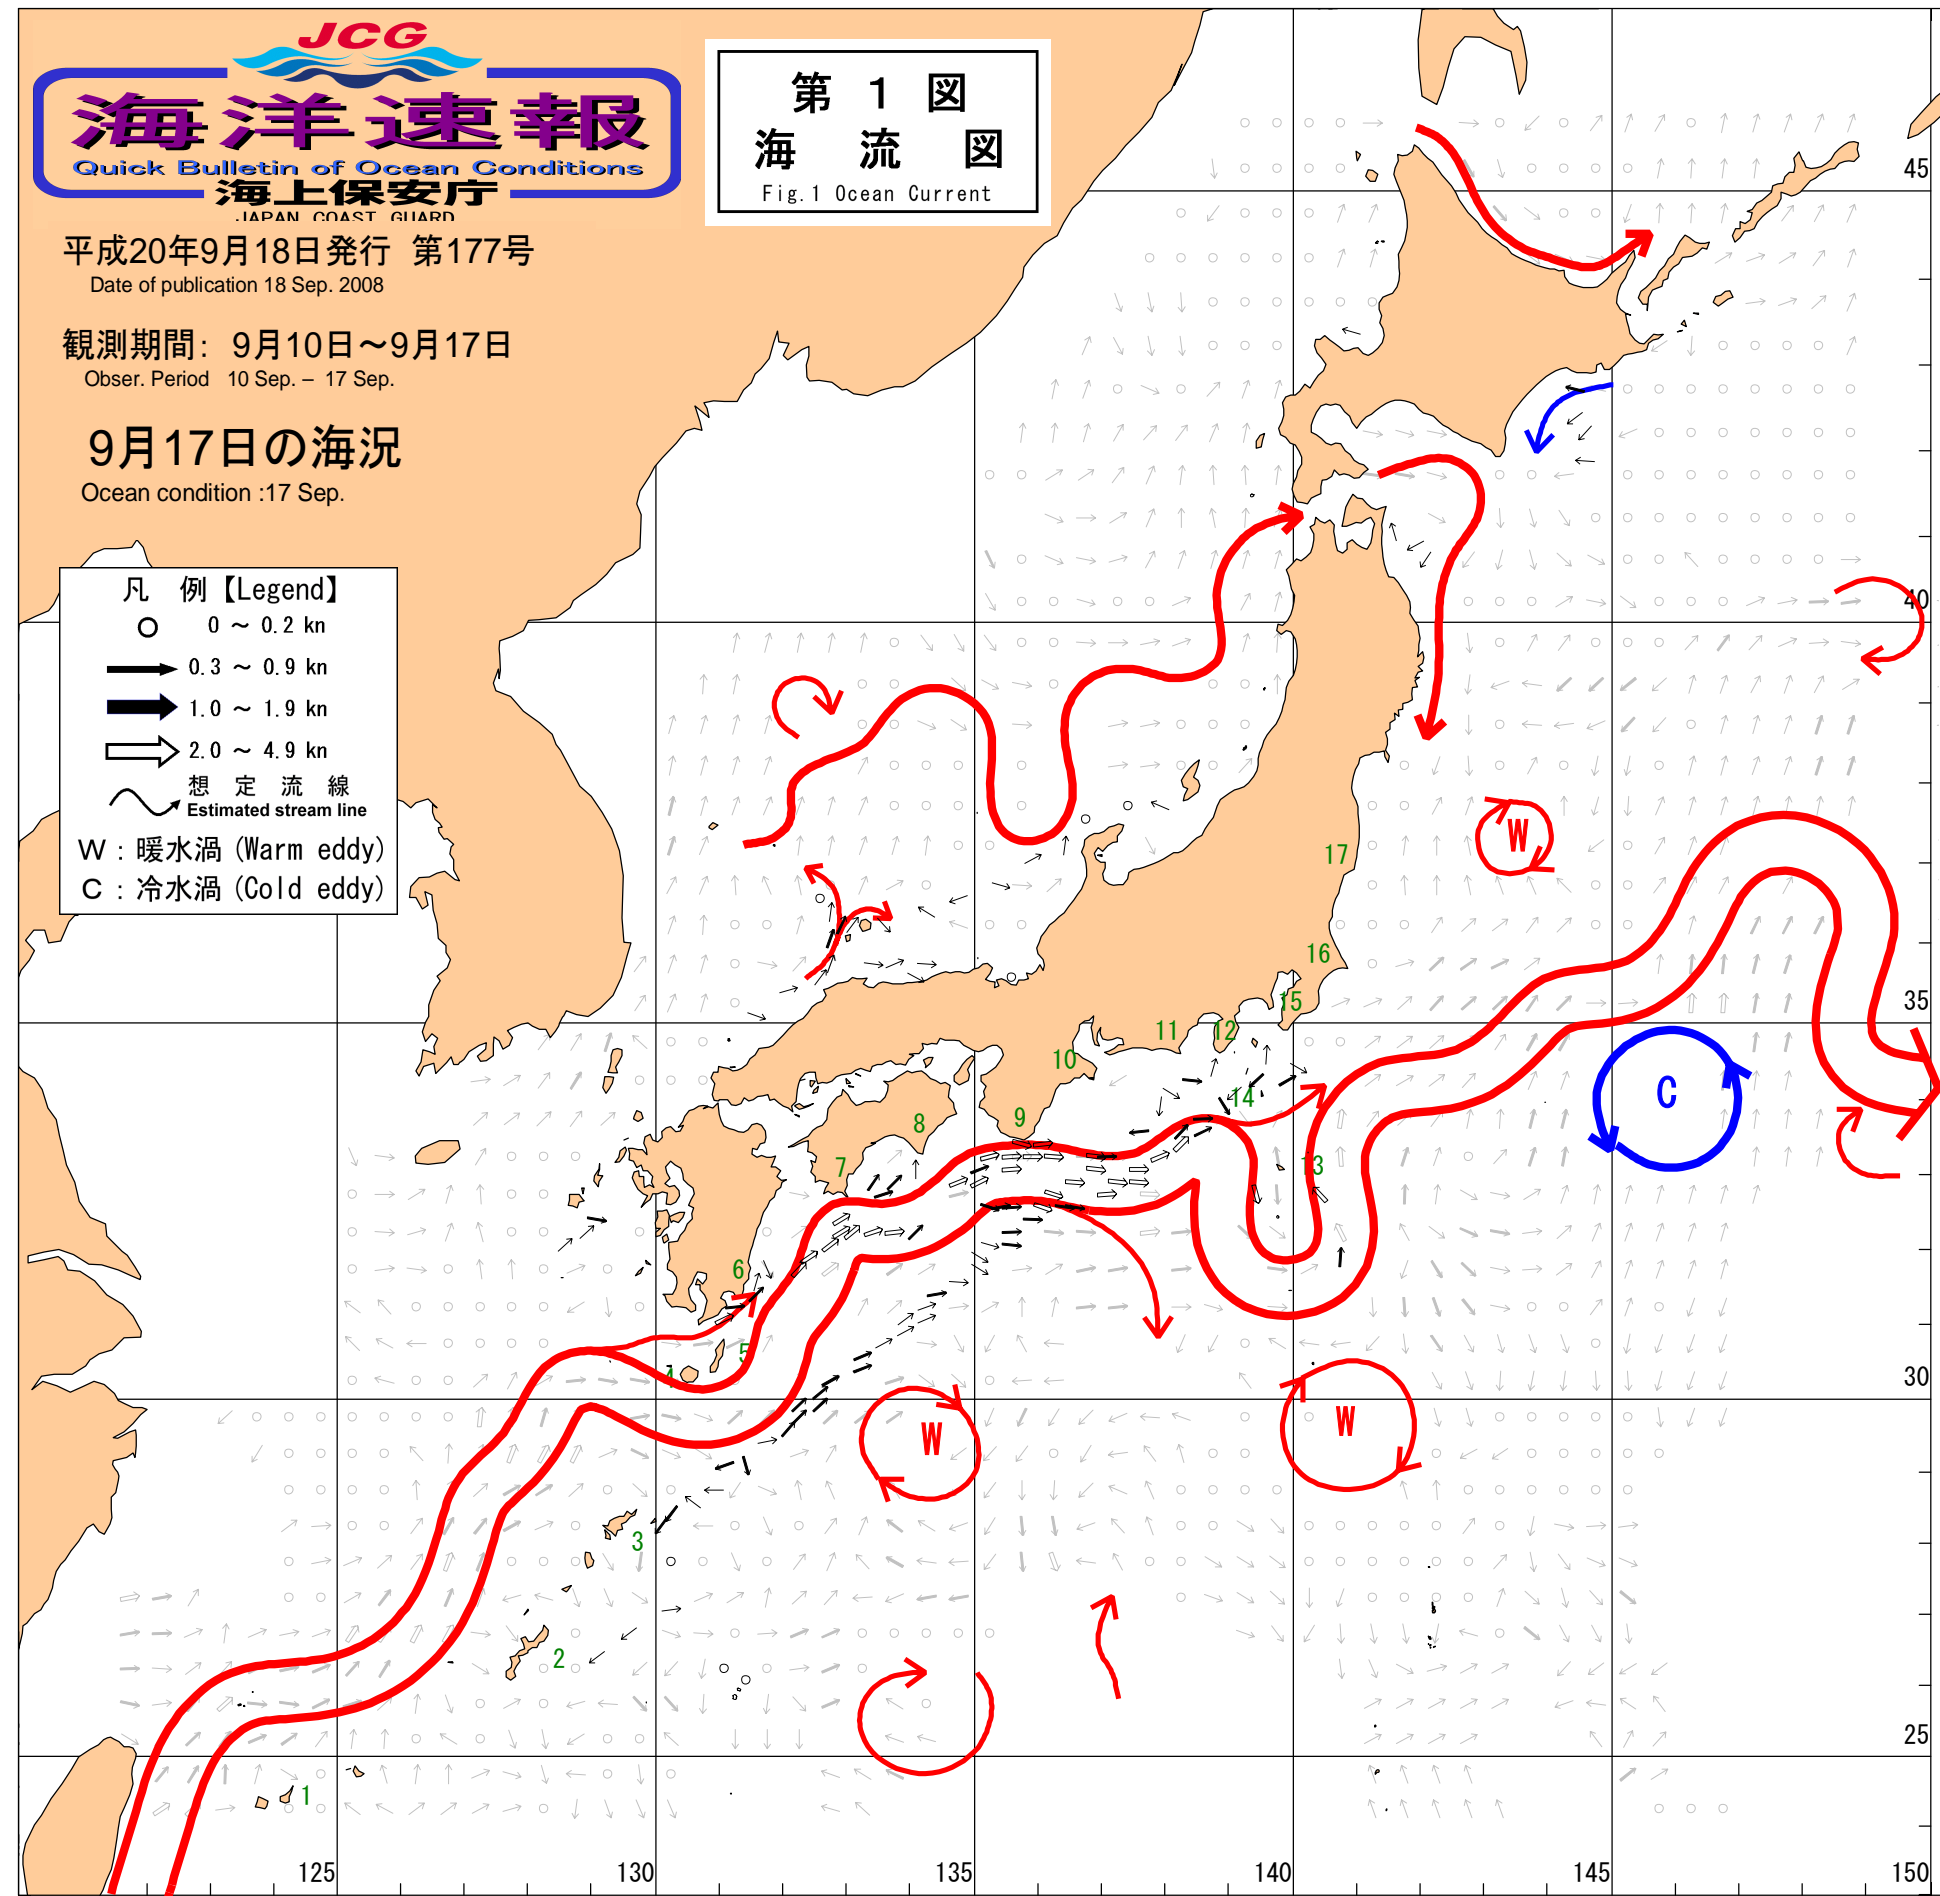 JCG
海洋速報
Quick Bulletin of Ocean Conditions
海上保安庁
JAPAN COAST GUARD
第 1 図
海 流 図
Fig.1 Ocean Current
平成20年9月18日発行 第177号
Date of publication 18 Sep. 2008
観測期間: 9月10日～9月17日
Obser. Period 10 Sep. – 17 Sep.
9月17日の海況
Ocean condition :17 Sep.
凡 例【Legend】
0 ～ 0.2 kn
0.3 ～ 0.9 kn
1.0 ～ 1.9 kn
2.0 ～ 4.9 kn
想 定 流 線
Estimated stream line
W : 暖水渦 (Warm eddy)
C : 冷水渦 (Cold eddy)
45
40
W
17
16
35
15
11
12
10
C
14
9
8
13
7
6
5
4
30
W
W
3
2
25
1
125
130
135
140
145
150